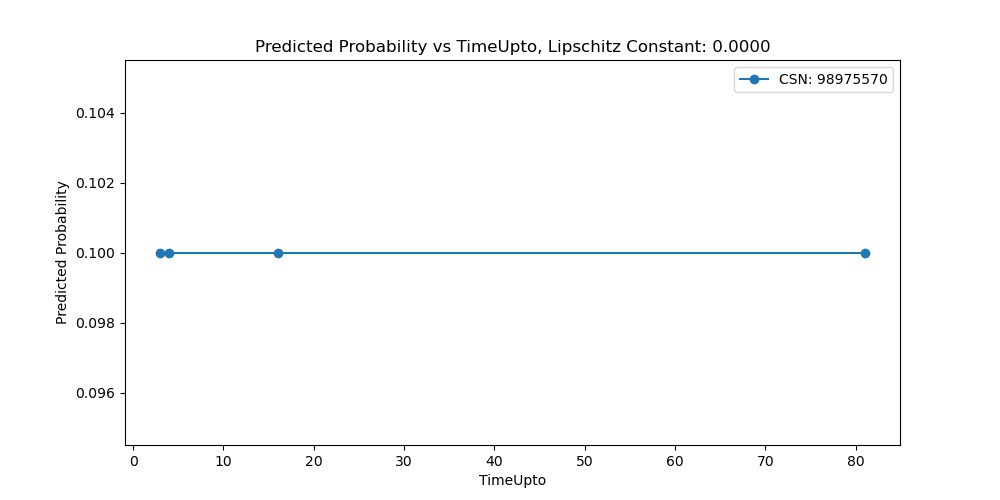 Predicted Probability vs TimeUpto, Lipschitz Constant: 0.0000
CSN: 98975570
Predicted Probability
0.104
0.102
0.100
0.098
0.096
0 10 20 30 40 50 60 70 80
TimeUpto